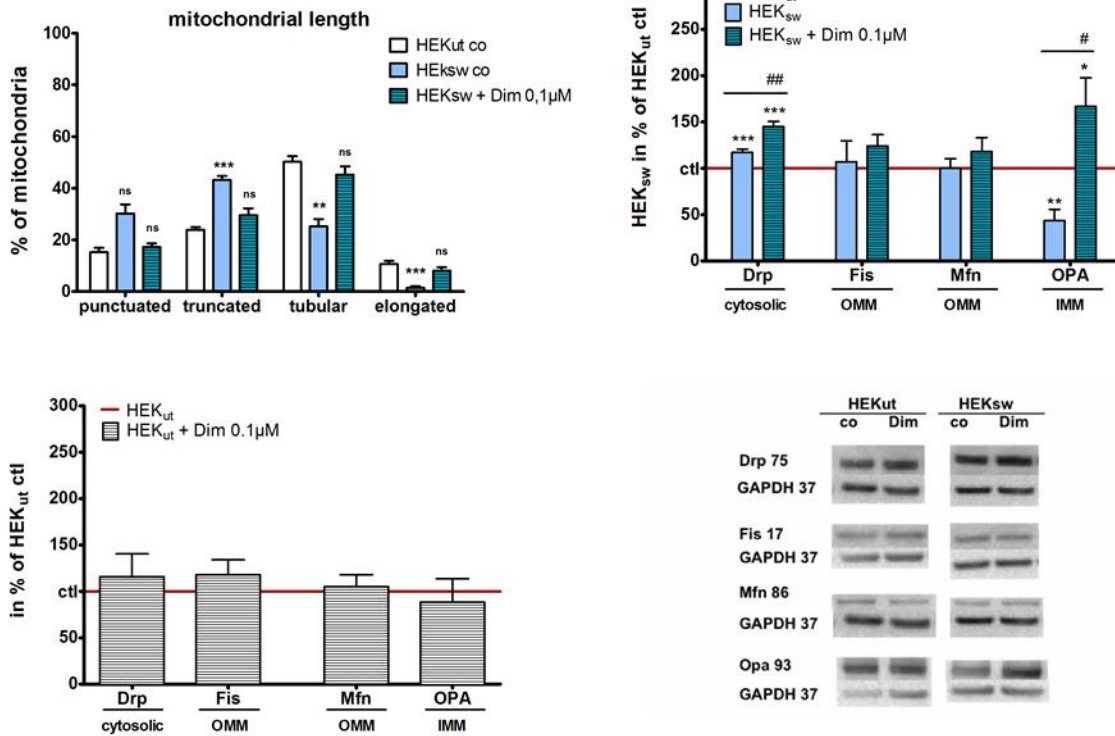 mitochondrial length
% of mitochondria
100
80
60
40
20
0
HEKut co
HEksw co
HEKsw + Dim 0,1µM
ns
***
ns
ns
**
ns
***
ns
punctuated truncated tubular elongated
HEKsw in % of HEKut ctl
250
200
150
ctl
50
0
HEKsw
HEKsw + Dim 0.1µM
##
***
***
#
*
**
Drp Fis Mfn OPA
cytosolic OMM OMM IMM
in % of HEKut ctl
300
250
200
150
ctl
50
0
HEKut
HEKut + Dim 0.1µM
Drp Fis Mfn OPA
cytosolic OMM OMM IMM
HEKut HEKsw
co Dim co Dim
Drp 75
GAPDH 37
Fis 17
GAPDH 37
Mfn 86
GAPDH 37
Opa 93
GAPDH 37